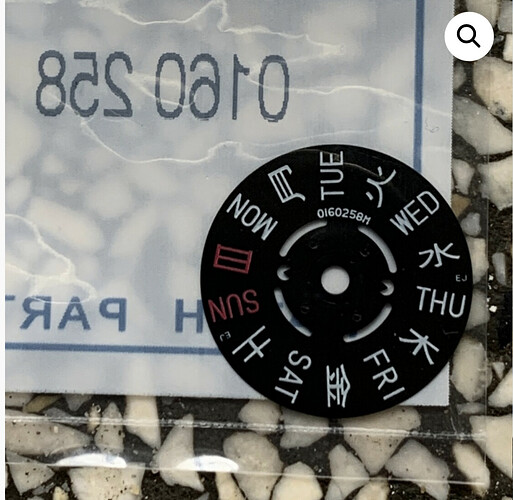 0160 258
H PART
0160258M
SUN
日
MON
月
TUE
火
WED
水
THU
木
FRI
金
SAT
土
EJ
E